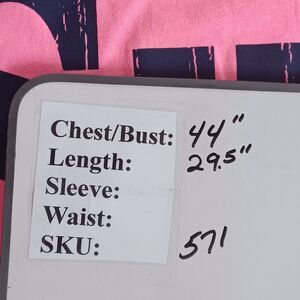 Chest/Bust: 44"
Length: 29.5"
Sleeve:
Waist:
SKU: 571